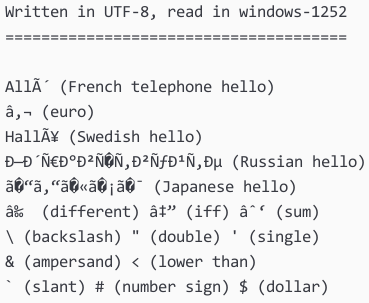 Written in UTF-8, read in windows-1252
======================================
AllÃ´ (French telephone hello)
â‚¬ (euro)
HallÃ¥ (Swedish hello)
Ð—Ð´Ñ€Ð°Ð²Ñ�Ñ‚Ð²ÑƒÐ¹Ñ‚Ðµ (Russian hello)
ã�“ã‚“ã�«ã�¡ã�¯ (Japanese hello)
â‰  (different) â‡” (iff) âˆ‘ (sum)
\ (backslash) " (double) ' (single)
& (ampersand) < (lower than)
` (slant) # (number sign) $ (dollar)